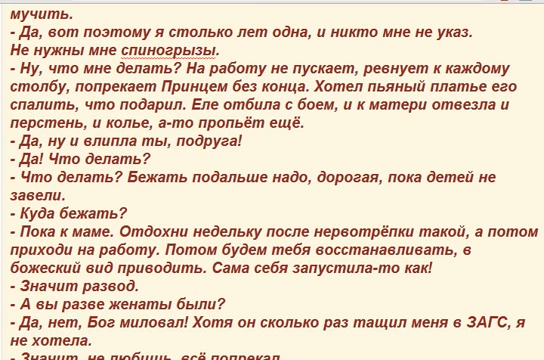 мучить.
- Да, вот поэтому я столько лет одна, и никто мне не указ.
Не нужны мне спиногрызы.
- Ну, что мне делать? На работу не пускает, ревнует к каждому
столбу, попрекает Принцем без конца. Хотел пьяный платье его
спалить, что подарил. Еле отбила с боем, и к матери отвезла и
перстень, и колье, а-то пропьёт ещё.
- Да, ну и влипла ты, подруга!
- Да! Что делать?
- Что делать? Бежать подальше надо, дорогая, пока детей не
завели.
- Куда бежать?
- Пока к маме. Отдохни недельку после нервотрёпки такой, а потом
приходи на работу. Потом будем тебя восстанавливать, в
божеский вид приводить. Сама себя запустила-то как!
- Значит развод.
- А вы разве женаты были?
- Да, нет, Бог миловал! Хотя он сколько раз тащил меня в ЗАГС, я
не хотела.
- Значит, не любишь, всё попрекал